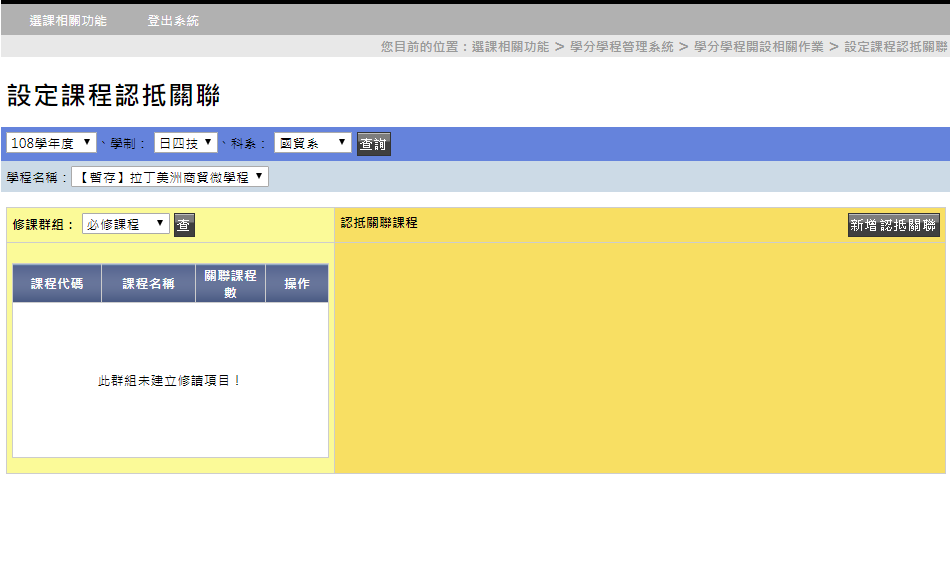 選課相關功能 登出系統
您目前的位置：選課相關功能 > 學分學程管理系統 > 學分學程開設相關作業 > 設定課程認抵關聯
設定課程認抵關聯
108學年度 、學制： 日四技 、科系： 國貿系 查詢
學程名稱： 【暫存】拉丁美洲商貿微學程
修課群組： 必修課程 查 認抵關聯課程 新增認抵關聯
課程代碼 課程名稱 關聯課程數 操作
此群組未建立修讀項目！